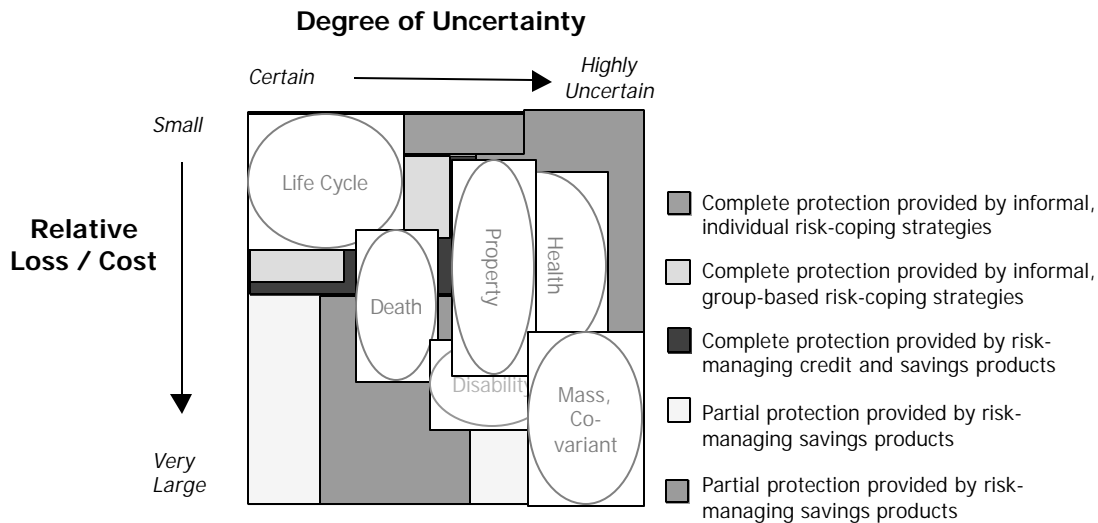 Degree of Uncertainty
Certain
Highly
Uncertain
Small
Relative
Loss / Cost
Very
Large
Life Cycle
Death
Property
Health
Disability
Mass,
Co-
variant
Complete protection provided by informal,
individual risk-coping strategies
Complete protection provided by informal,
group-based risk-coping strategies
Complete protection provided by risk-
managing credit and savings products
Partial protection provided by risk-
managing savings products
Partial protection provided by risk-
managing savings products